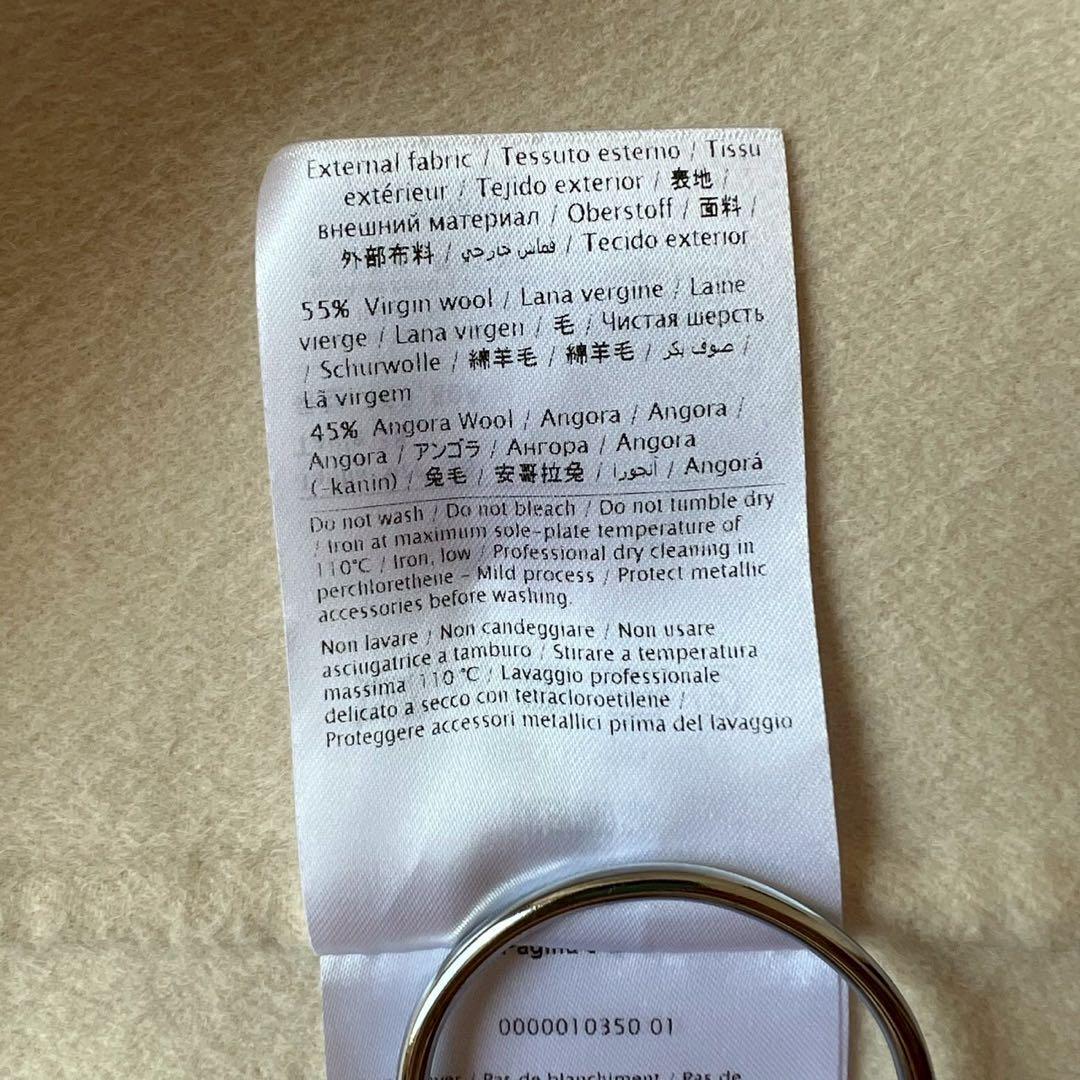 External fabric / Tessuto esterno / Tissu
extérieur / Tejido exterior / 表地 /
внешний материал / Oberstoff / 面料 /
外部布料 / قماس خارجي / Tecido exterior
55% Virgin wool / Lana vergine / Laine
vierge / Lana virgen / 毛 / Чистая шерсть
/ Schurwolle / 綿羊毛 / 綿羊毛 / صوف بكر /
Lã virgem
45% Angora Wool / Angora / Angora /
Angora / アンゴラ / Ангора / Angora
(-kanin) / 兔毛 / 安哥拉兔 / انجورا / Angorá
Do not wash / Do not bleach / Do not tumble dry
/ Iron at maximum sole-plate temperature of
110°C / Iron, low / Professional dry cleaning in
perchlorethene - Mild process / Protect metallic
accessories before washing.
Non lavare / Non candeggiare / Non usare
asciugatrice a tamburo / Stirare a temperatura
massima 110 °C / Lavaggio professionale
delicato a secco con tetracloroetilene /
Proteggere accessori metallici prima del lavaggio
0000010350 01
/ Pas de blanchiment / Pas de